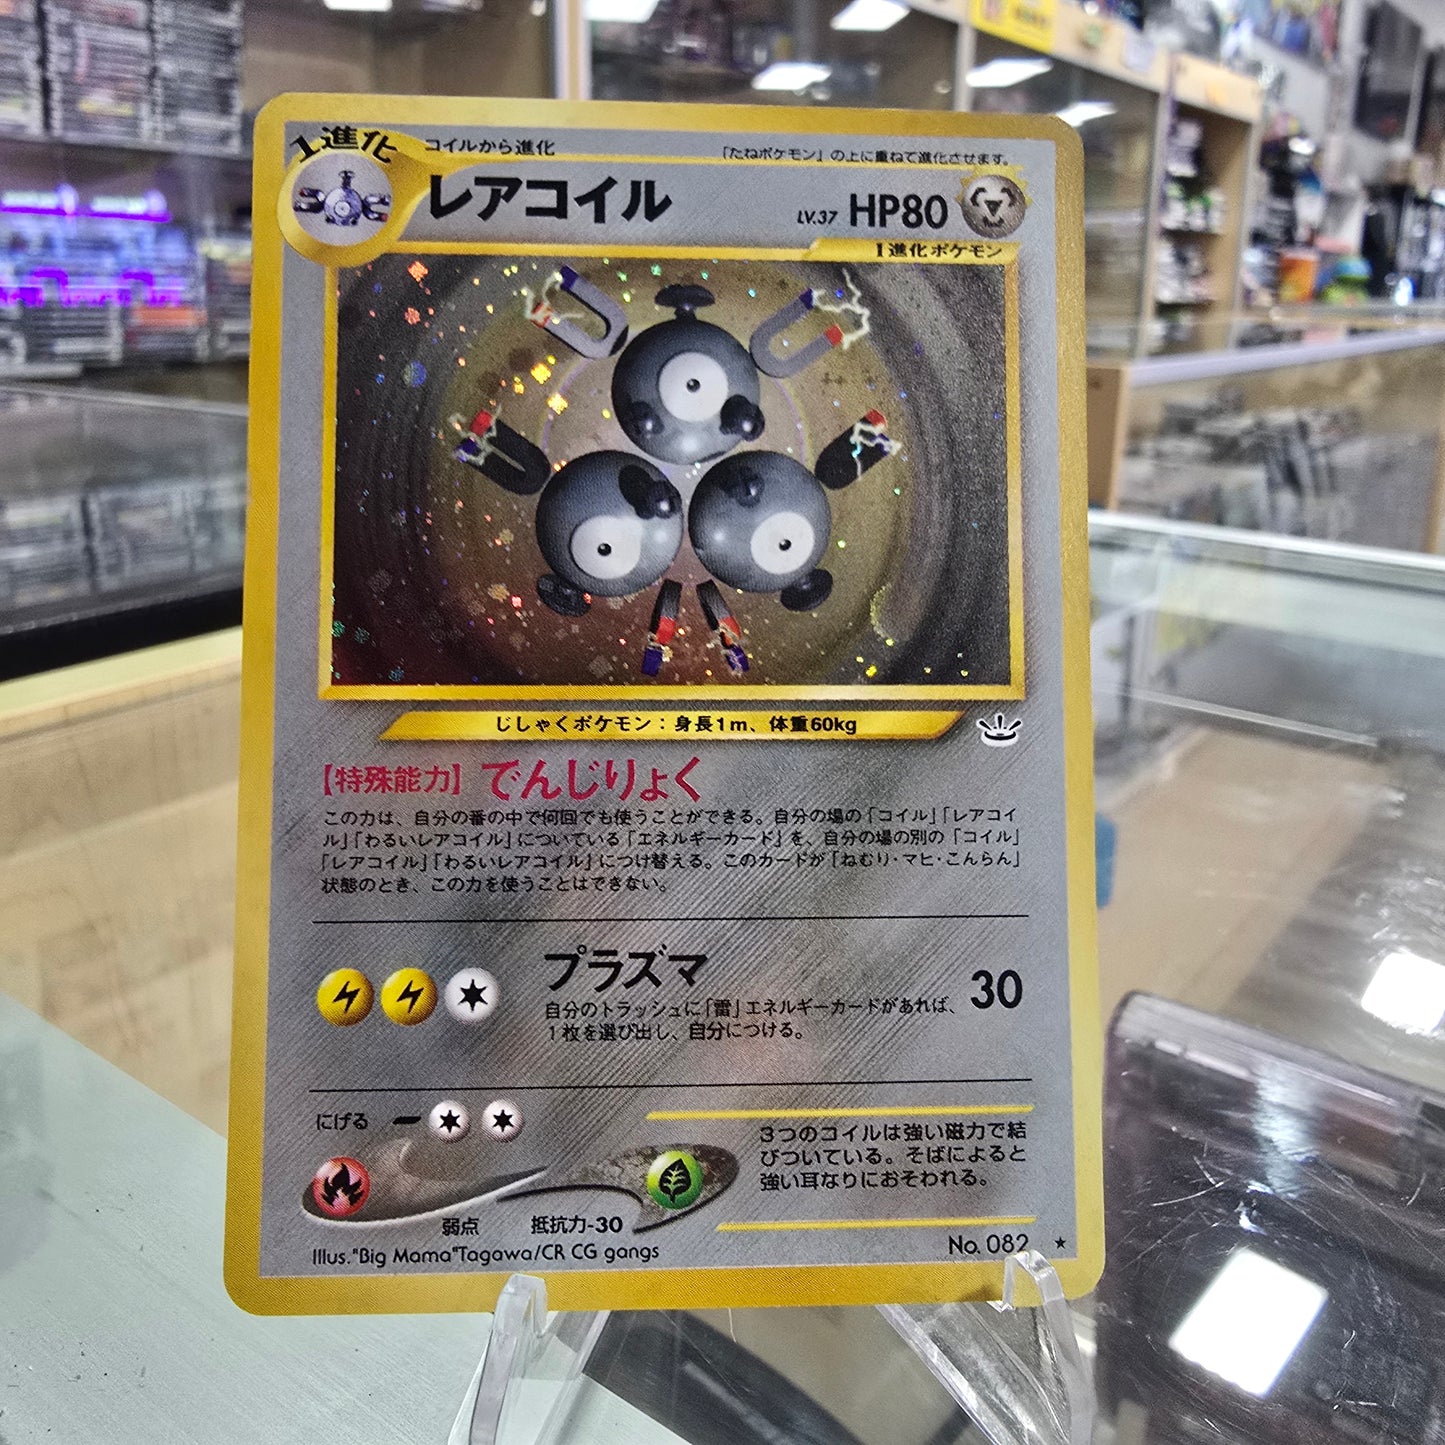 1進化
コイルから進化
「たねポケモン」の上に重ねて進化させます。
レアコイル
LV.37 HP80
1進化ポケモン
じしゃくポケモン：身長1m、体重60kg
【特殊能力】でんじりょく
この力は、自分の番の中で何回でも使うことができる。自分の場の「コイル」「レアコイ
ル」「わるいレアコイル」についている「エネルギーカード」を、自分の場の別の「コイル」
「レアコイル」「わるいレアコイル」につけ替える。このカードが「ねむり・マヒ・こんらん」
状態のとき、この力を使うことはできない。
プラズマ 30
自分のトラッシュに「雷」エネルギーカードがあれば、
1枚を選び出し、自分につける。
にげる
3つのコイルは強い磁力で結
びついている。そばによると
強い耳なりにおそわれる。
弱点 抵抗力-30
Illus."Big Mama"Tagawa/CR CG gangs
No. 082 ★